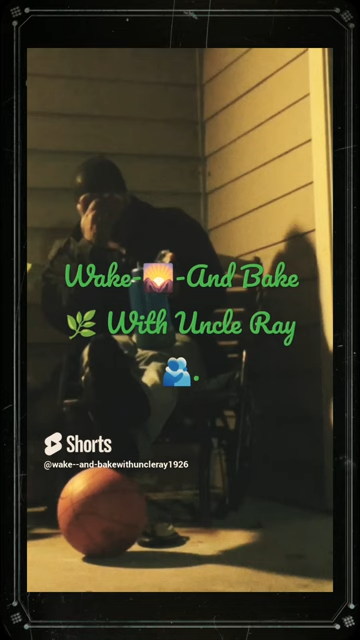 Wake-🌅-And Bake
🌿 With Uncle Ray
🫂.
Shorts
@wake--and-bakewithuncleray1926